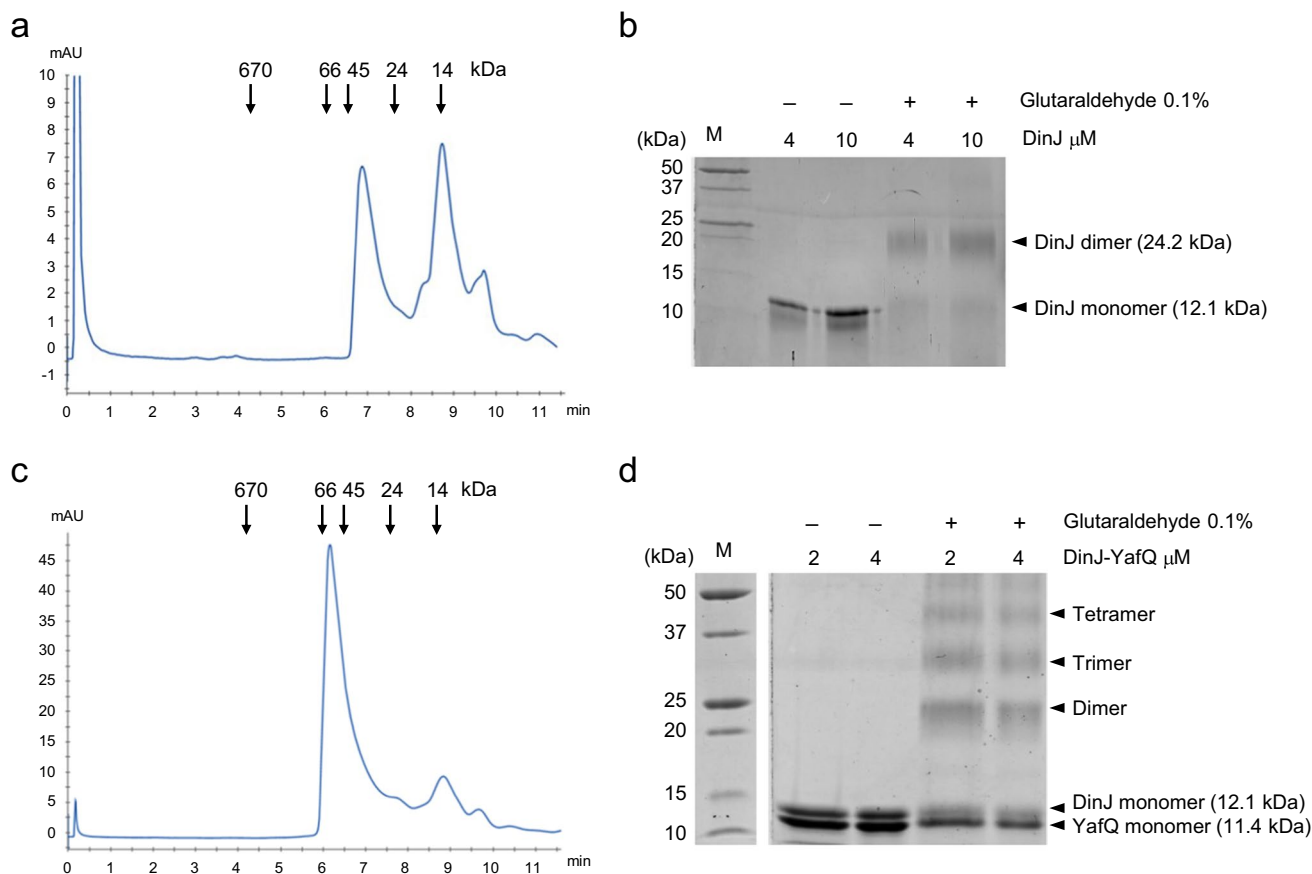 a
mAU
670 66 45 24 14 kDa
10
9
8
7
6
5
4
3
2
1
0
-1
0 1 2 3 4 5 6 7 8 9 10 11 min
b
– – + + Glutaraldehyde 0.1%
(kDa) M 4 10 4 10 DinJ μM
50
37
25
20
15
10
DinJ dimer (24.2 kDa)
DinJ monomer (12.1 kDa)
c
mAU
670 66 45 24 14 kDa
45
40
35
30
25
20
15
10
5
0
0 1 2 3 4 5 6 7 8 9 10 11 min
d
– – + + Glutaraldehyde 0.1%
(kDa) M 2 4 2 4 DinJ-YafQ μM
50
37
25
20
15
10
Tetramer
Trimer
Dimer
DinJ monomer (12.1 kDa)
YafQ monomer (11.4 kDa)